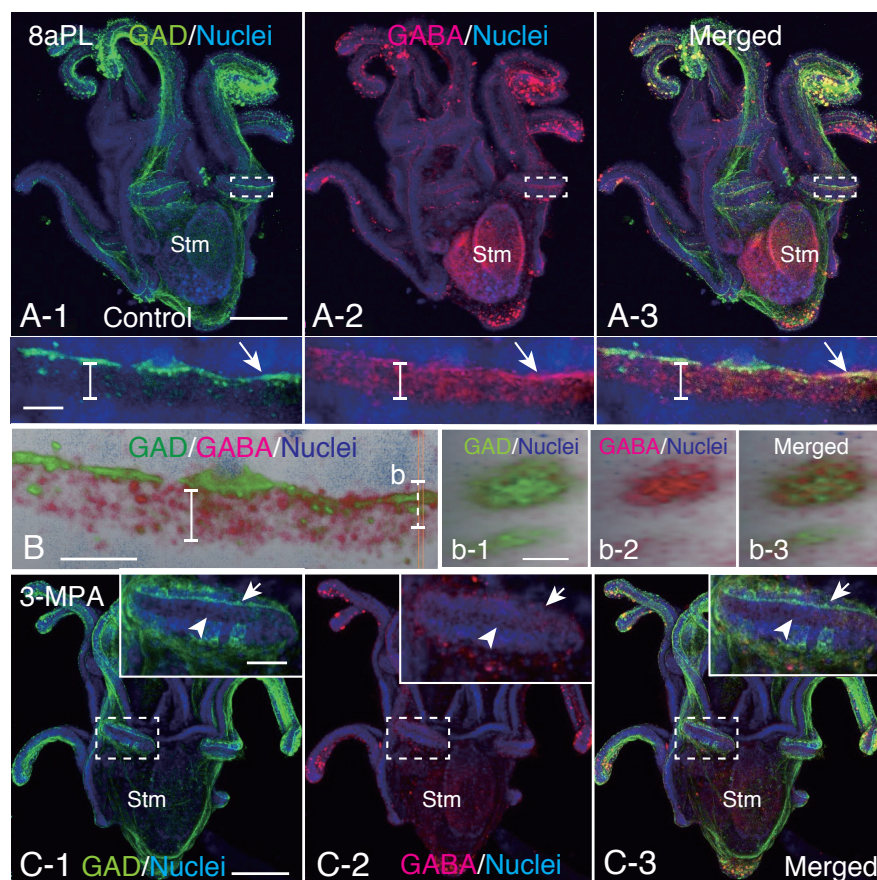 8aPL GAD/Nuclei GABA/Nuclei Merged
Stm Stm Stm
A-1 Control A-2 A-3
GAD/GABA/Nuclei GAD/Nuclei GABA/Nuclei Merged
b
B b-1 b-2 b-3
3-MPA
Stm Stm Stm
C-1 GAD/Nuclei C-2 GABA/Nuclei C-3 Merged